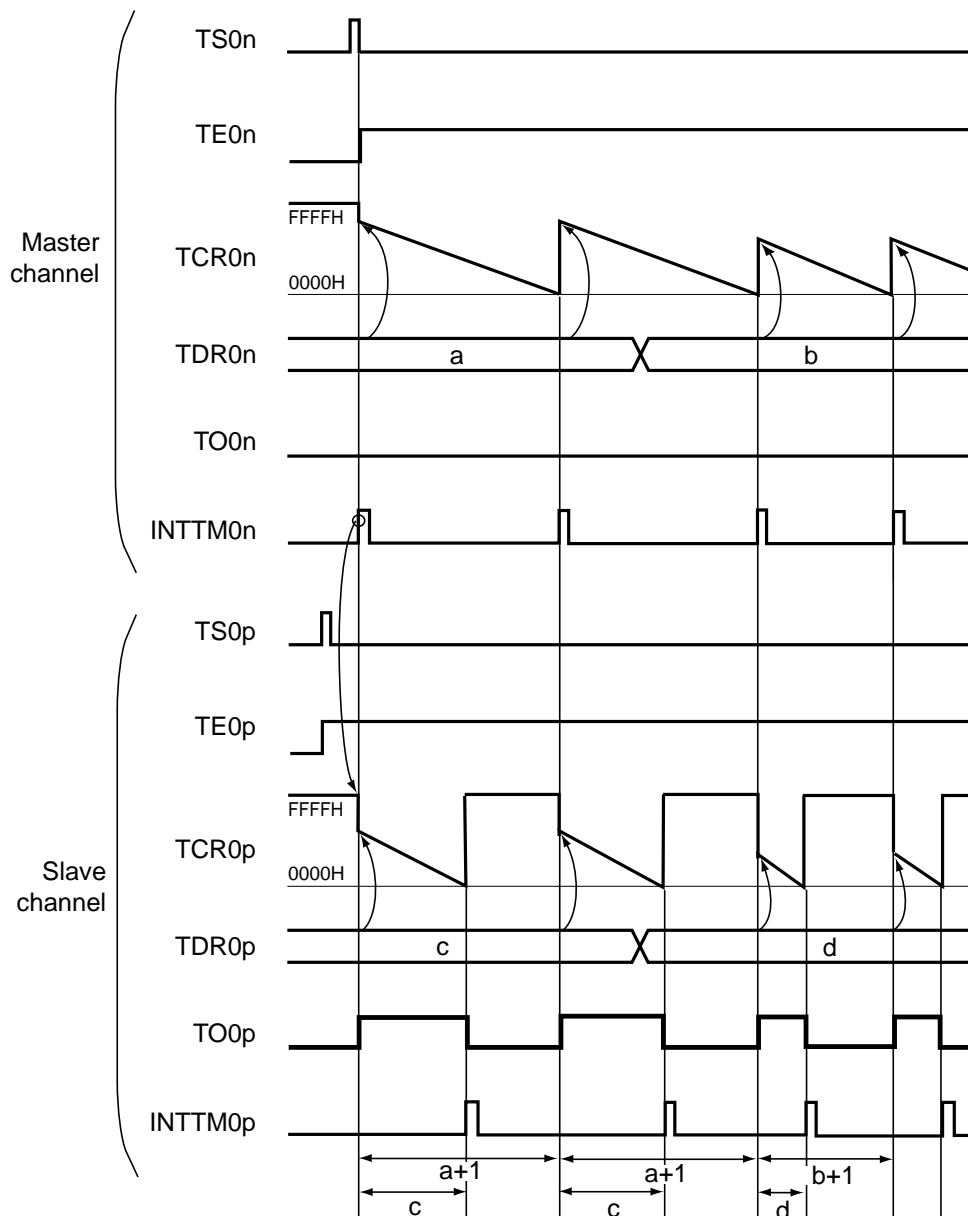 TS0n
TE0n
FFFFH
TCR0n
0000H
Master
channel
TDR0n
a
b
TO0n
INTTM0n
TS0p
TE0p
FFFFH
TCR0p
0000H
Slave
channel
TDR0p
c
d
TO0p
INTTM0p
a+1
a+1
b+1
c
c
d